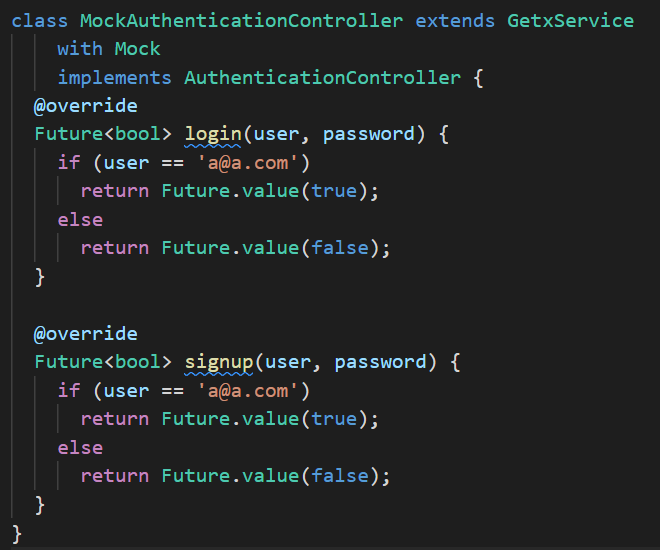 class MockAuthenticationController extends GetxService
    with Mock
    implements AuthenticationController {
  @override
  Future<bool> login(user, password) {
    if (user == 'a@a.com')
      return Future.value(true);
    else
      return Future.value(false);
  }

  @override
  Future<bool> signup(user, password) {
    if (user == 'a@a.com')
      return Future.value(true);
    else
      return Future.value(false);
  }
}